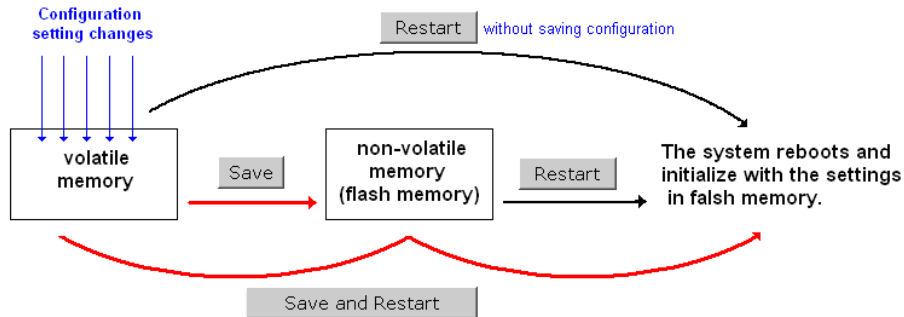 Configuration
setting changes
Restart
without saving configuration
volatile
memory
Save
non-volatile
memory
(flash memory)
Restart
The system reboots and
initialize with the settings
in falsh memory.
Save and Restart